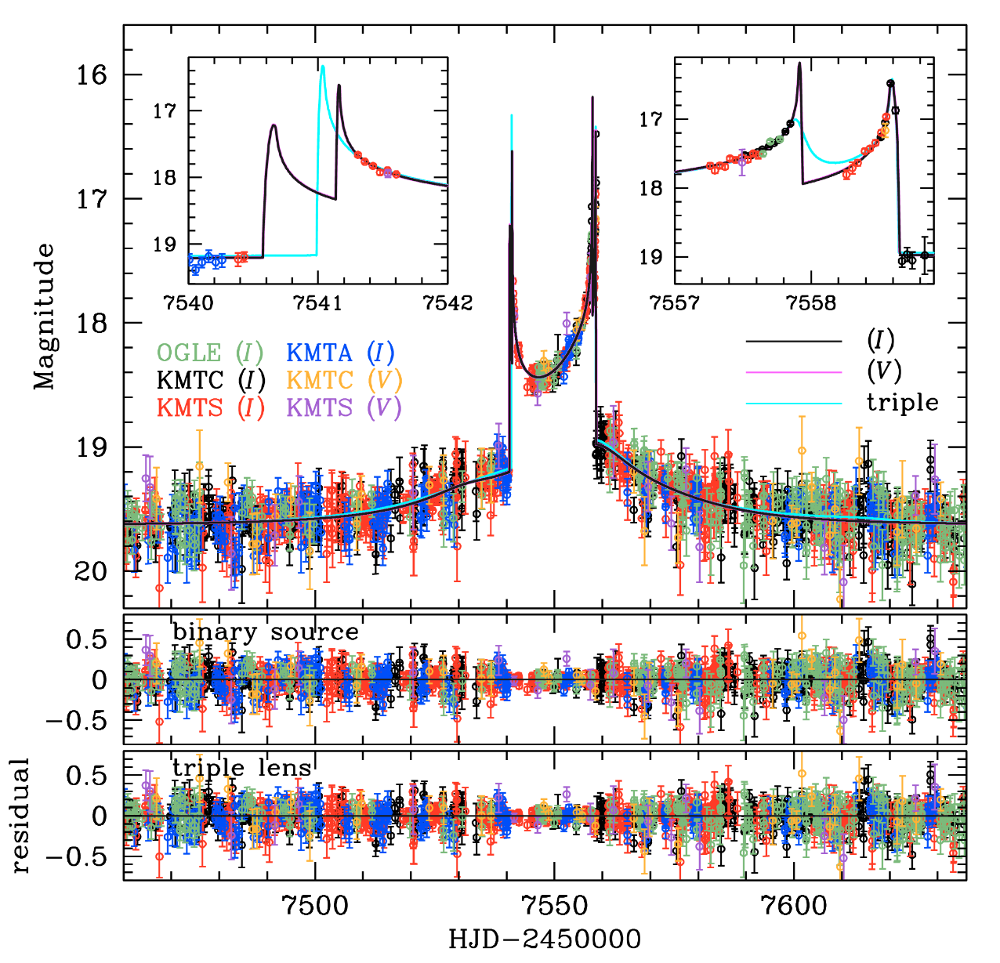 16
17
18
19
20
Magnitude
17
18
19
7540 7541 7542
17
18
19
7557 7558
OGLE (I) KMTA (I)
KMTC (I) KMTC (V)
KMTS (I) KMTS (V)
(I)
(V)
triple
binary source
0.5
0
−0.5
triple lens
0.5
0
−0.5
residual
7500 7550 7600
HJD−2450000